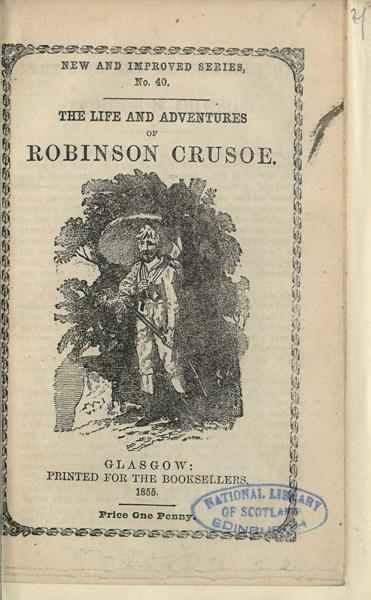 NEW AND IMPROVED SERIES,
No. 40.
THE LIFE AND ADVENTURES
OF
ROBINSON CRUSOE.
GLASGOW:
PRINTED FOR THE BOOKSELLERS.
1855.
Price One Penny.
NATIONAL LIBRARY
OF SCOTLAND
EDINBURGH